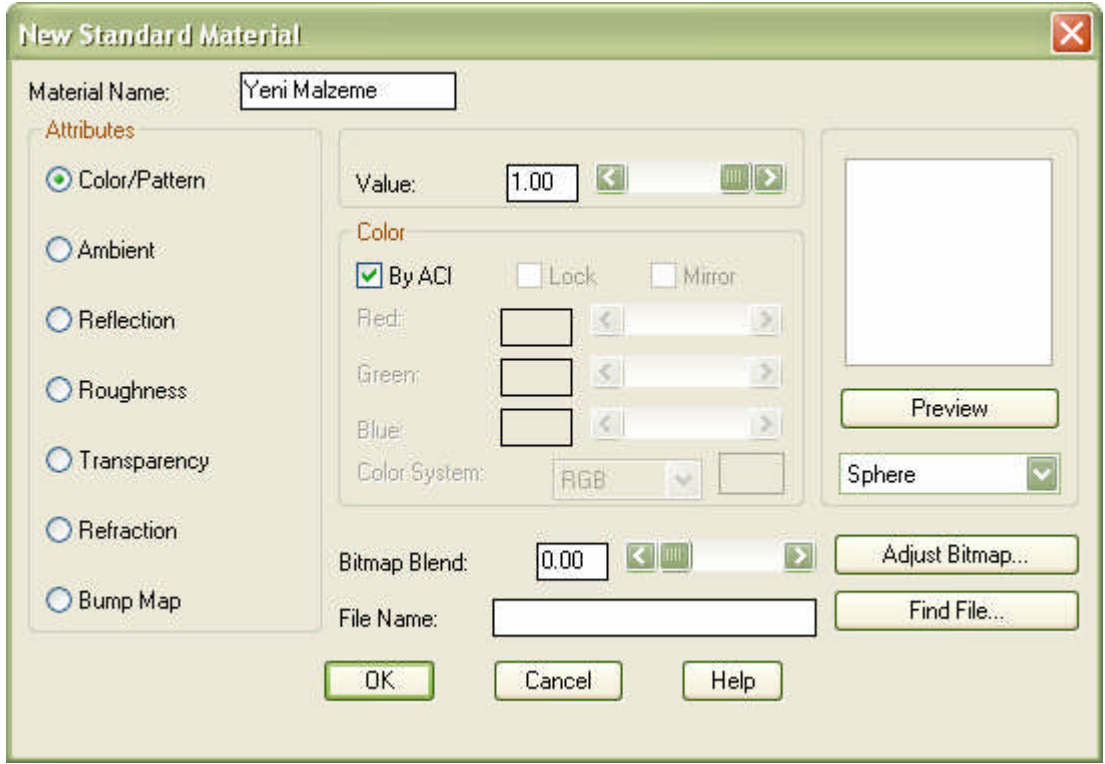 New Standard Material
Material Name: Yeni Malzeme
Attributes
Color/Pattern
Ambient
Reflection
Roughness
Transparency
Refraction
Bump Map
Value: 1.00
Color
By ACI Lock Mirror
Red:
Green:
Blue:
Color System: RGB
Bitmap Blend: 0.00
File Name:
Preview
Sphere
Adjust Bitmap...
Find File...
OK Cancel Help